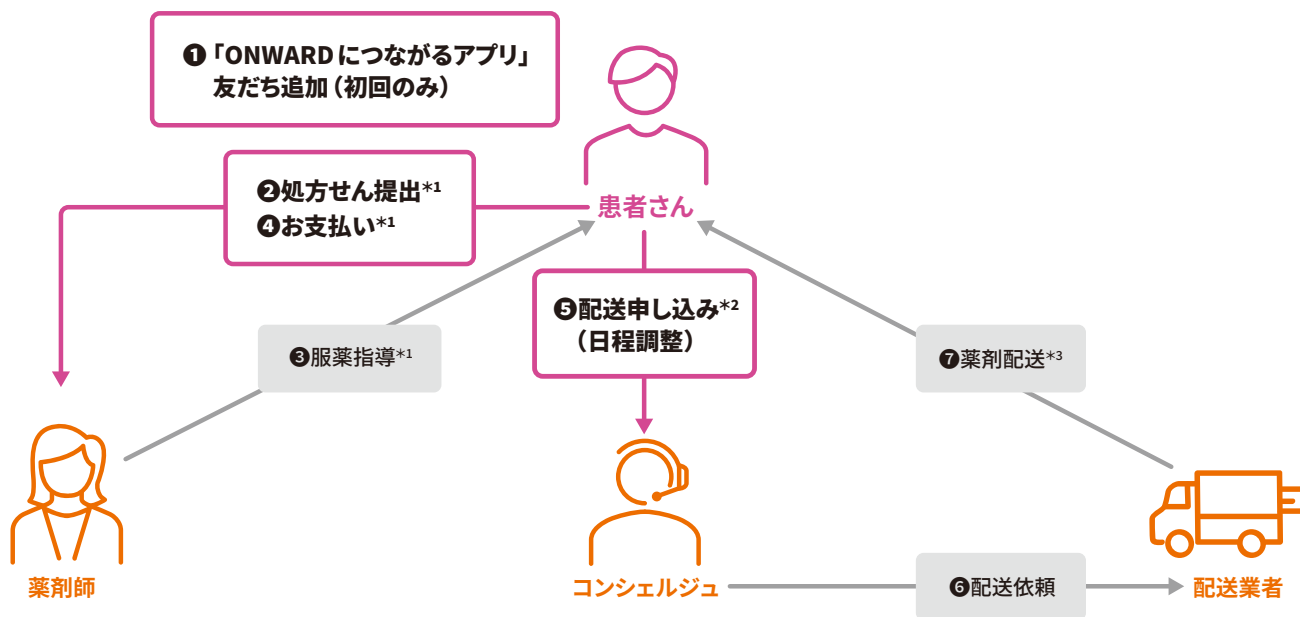 ❶「ONWARDにつながるアプリ」
友だち追加（初回のみ）
❷処方せん提出*1
❹お支払い*1
患者さん
❺配送申し込み*2
（日程調整）
❸服薬指導*1
❼薬剤配送*3
薬剤師
コンシェルジュ
❻配送依頼
配送業者